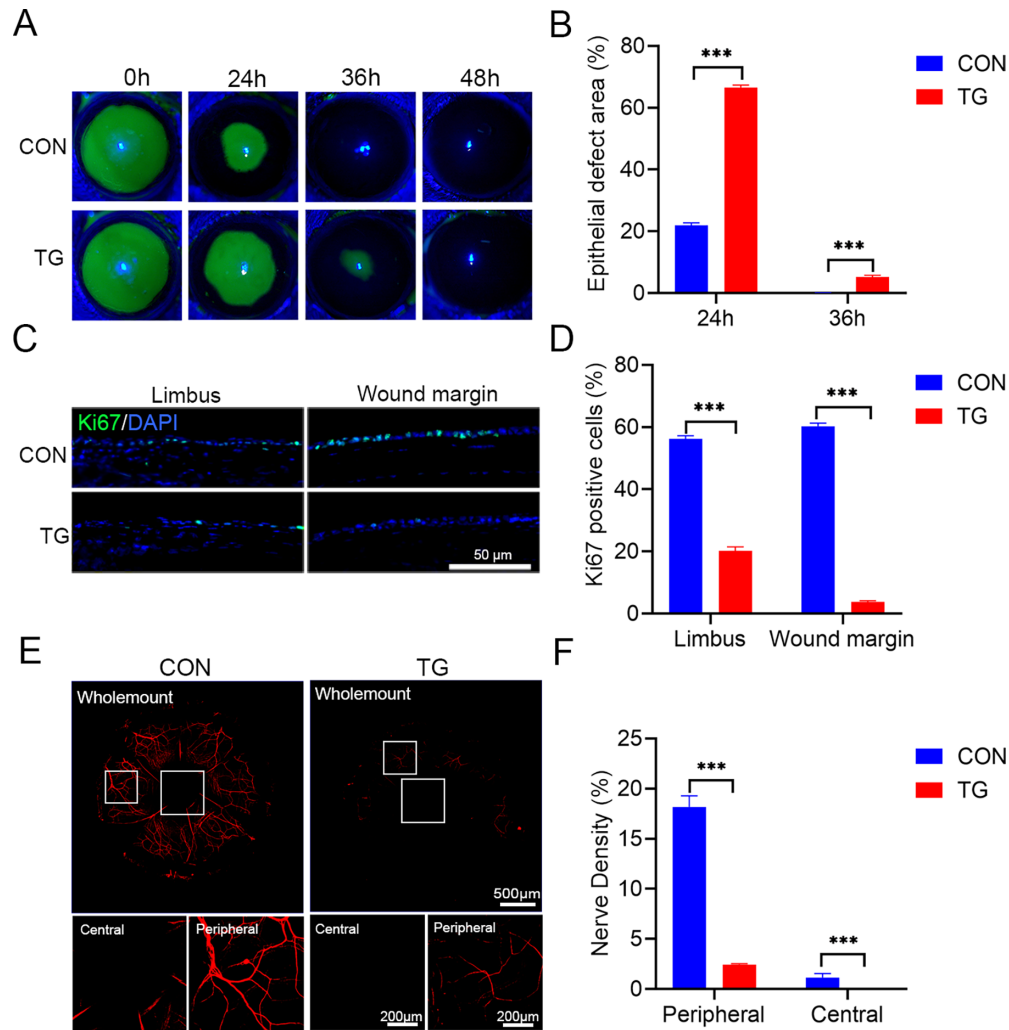 A
0h 24h 36h 48h
CON
TG
B
Epithelial defect area (%)
80
60
40
20
0
***
***
24h 36h
CON
TG
C
Limbus Wound margin
Ki67/DAPI
CON
TG
50 μm
D
Ki67 positive cells (%)
80
60
40
20
0
***
***
Limbus Wound margin
CON
TG
E
CON TG
Wholemount Wholemount
500μm
Central Peripheral Central Peripheral
200μm 200μm
F
Nerve Density (%)
25
20
15
10
5
0
***
***
Peripheral Central
CON
TG